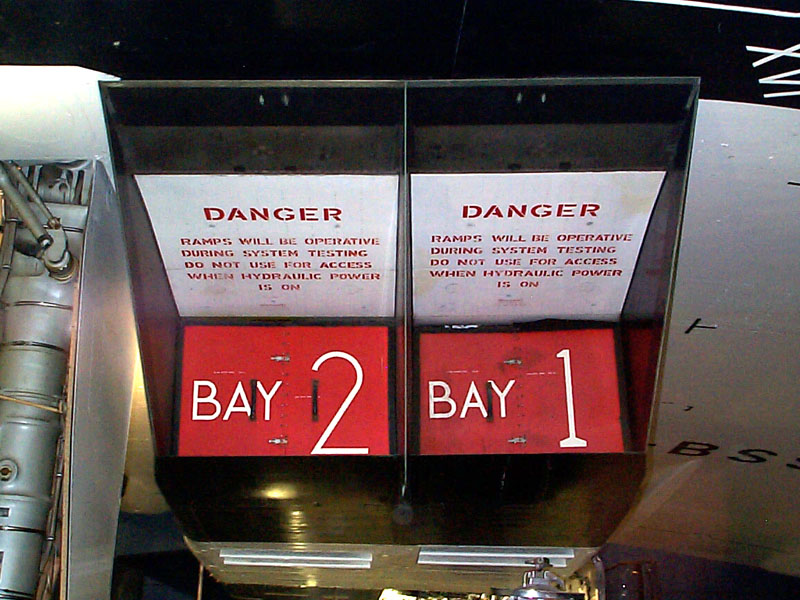 DANGER
RAMPS WILL BE OPERATIVE
DURING SYSTEM TESTING
DO NOT USE FOR ACCESS
WHEN HYDRAULIC POWER
IS ON
DANGER
RAMPS WILL BE OPERATIVE
DURING SYSTEM TESTING
DO NOT USE FOR ACCESS
WHEN HYDRAULIC POWER
IS ON
BAY 2
BAY 1
-BSS